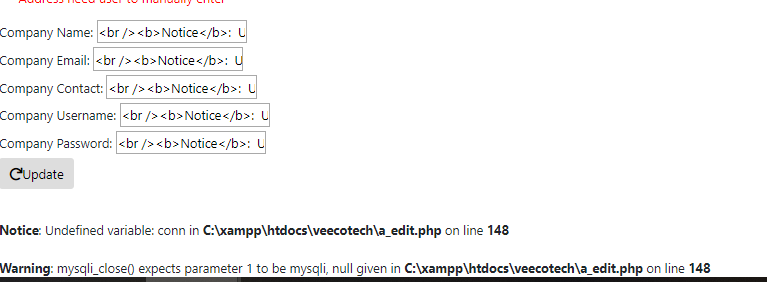 Address need user to manually enter
Company Name: <br /><b>Notice</b>: U
Company Email: <br /><b>Notice</b>: U
Company Contact: <br /><b>Notice</b>: U
Company Username: <br /><b>Notice</b>: U
Company Password: <br /><b>Notice</b>: U
Update
Notice: Undefined variable: conn in C:\xampp\htdocs\veecotech\a_edit.php on line 148
Warning: mysqli_close() expects parameter 1 to be mysqli, null given in C:\xampp\htdocs\veecotech\a_edit.php on line 148